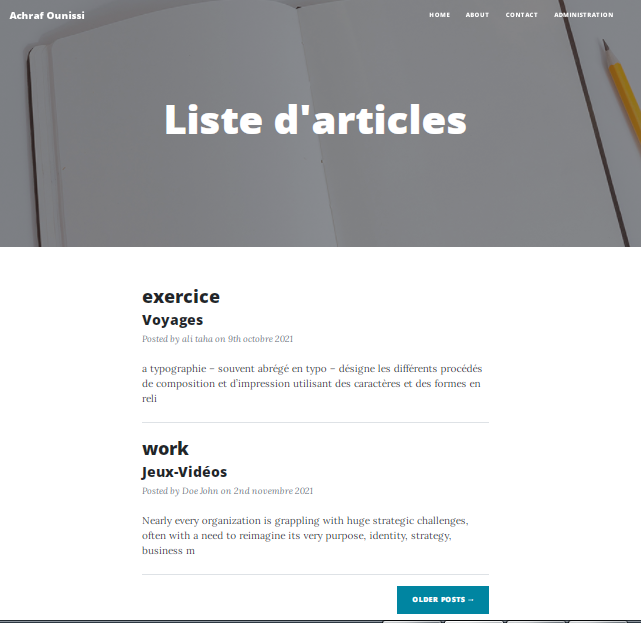 Achraf Ounissi HOME ABOUT CONTACT ADMINISTRATION
Liste d'articles
exercice
Voyages
Posted by ali taha on 9th octobre 2021
a typographie – souvent abrégé en typo – désigne les différents procédés
de composition et d'impression utilisant des caractères et des formes en
reli
work
Jeux-Vidéos
Posted by Doe John on 2nd novembre 2021
Nearly every organization is grappling with huge strategic challenges,
often with a need to reimagine its very purpose, identity, strategy,
business m
OLDER POSTS →